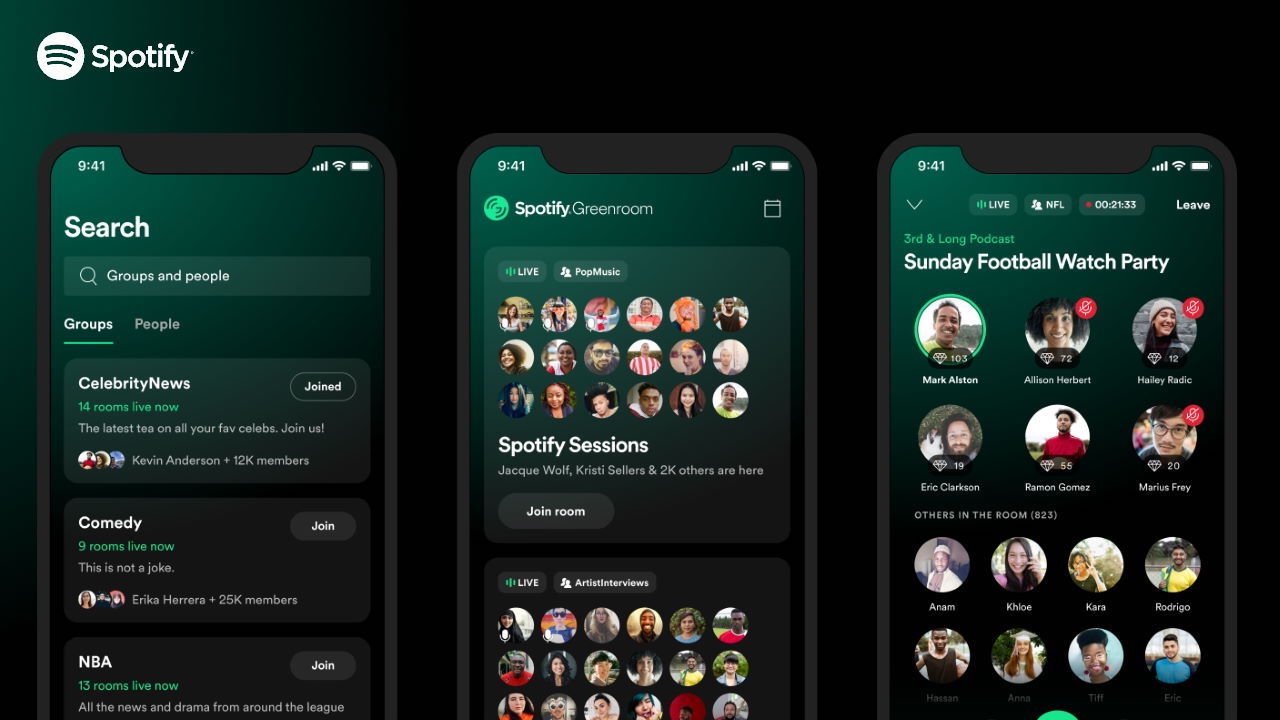 Spotify
9:41
Search
Groups and people
Groups People
CelebrityNews
Joined
14 rooms live now
The latest tea on all your fav celebs. Join us!
Kevin Anderson + 12K members
Comedy
Join
9 rooms live now
This is not a joke.
Erika Herrera + 25K members
NBA
Join
13 rooms live now
All the news and drama from around the league
9:41
Spotify Greenroom
LIVE PopMusic
Spotify Sessions
Jacque Wolf, Kristi Sellers & 2K others are here
Join room
LIVE ArtistInterviews
9:41
LIVE NFL 00:21:33 Leave
3rd & Long Podcast
Sunday Football Watch Party
103 72 12
Mark Alston Allison Herbert Hailey Radic
19 55 20
Eric Clarkson Ramon Gomez Marius Frey
OTHERS IN THE ROOM (823)
Anam Khloe Kara Rodrigo
Hassan Anna Tiff Eric